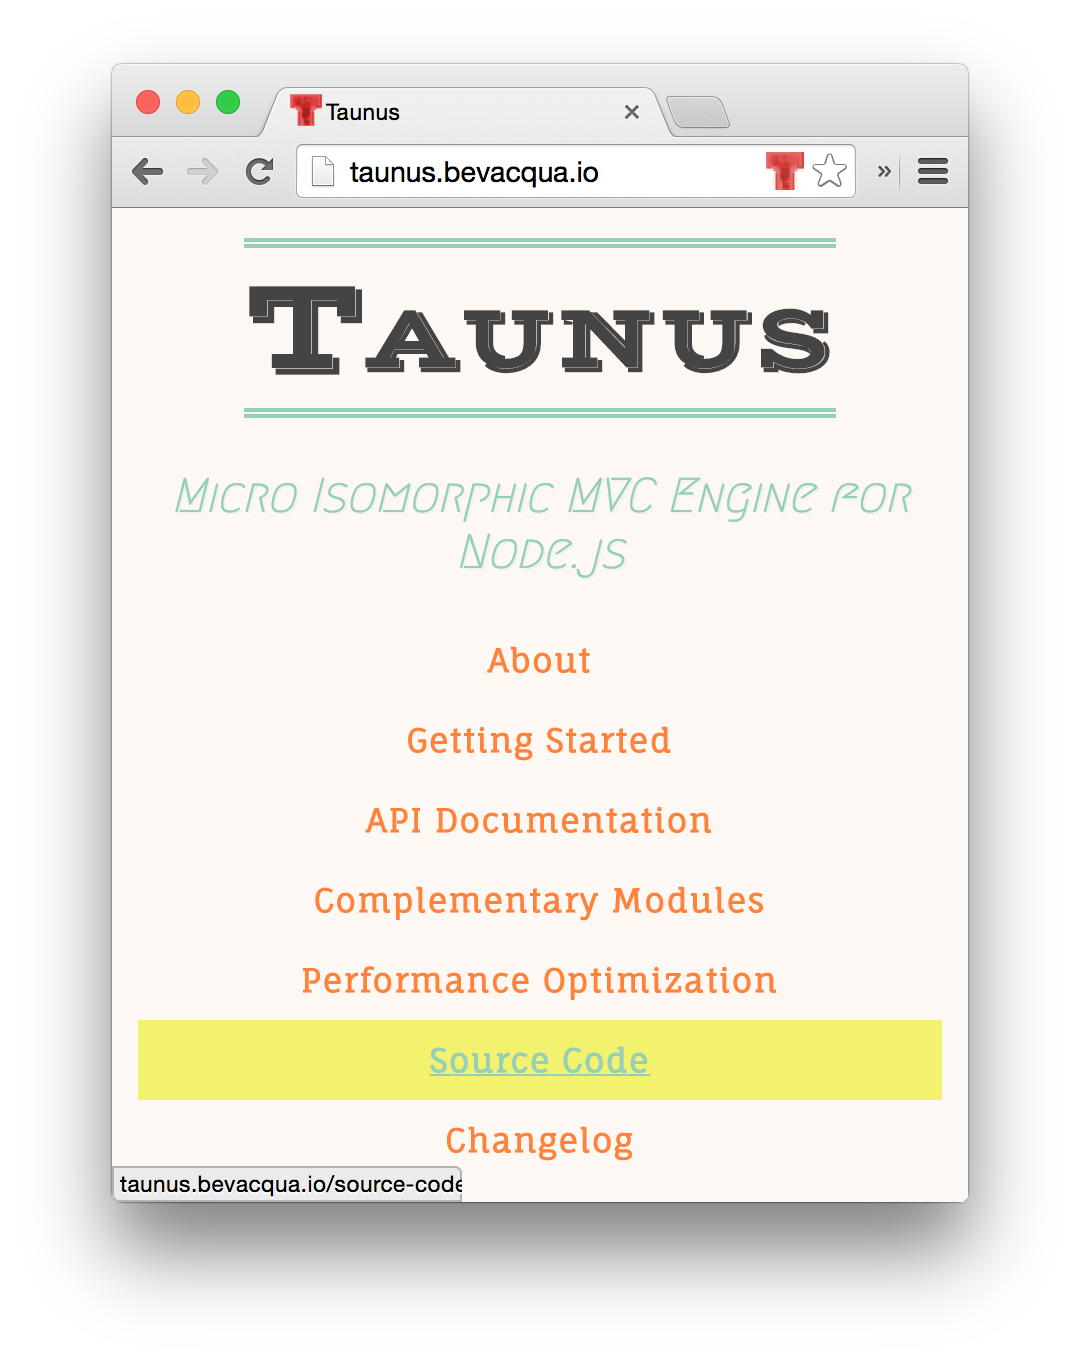 Taunus
taunus.bevacqua.io
Taunus
Micro Isomorphic MVC Engine for
Node.js
About
Getting Started
API Documentation
Complementary Modules
Performance Optimization
Source Code
Changelog
taunus.bevacqua.io/source-code